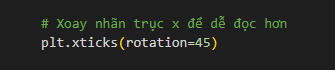 # Xoay nhãn trục x để dễ đọc hơn
plt.xticks(rotation=45)